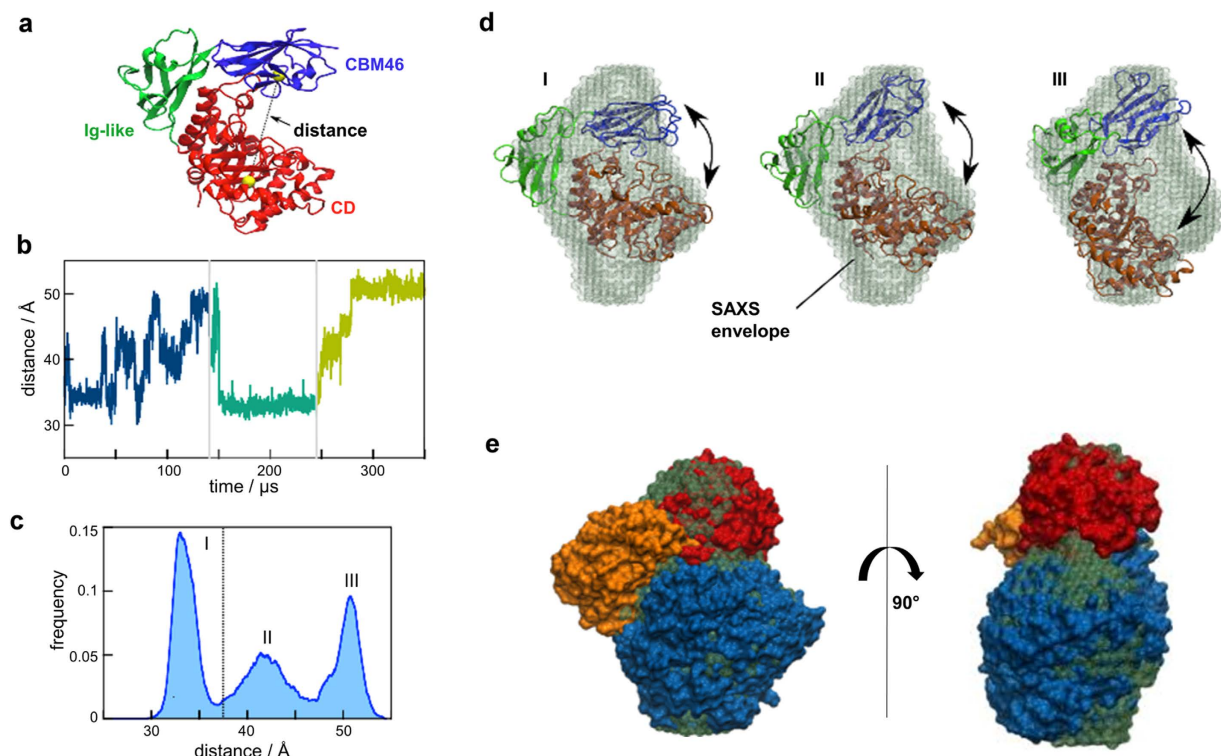 a
CBM46
Ig-like
distance
CD
b
distance / Å
50
40
30
0
100
200
300
time / µs
c
frequency
0.15
0.1
0.05
0
I
II
III
30
40
50
distance / Å
d
I
II
III
SAXS
envelope
e
90°